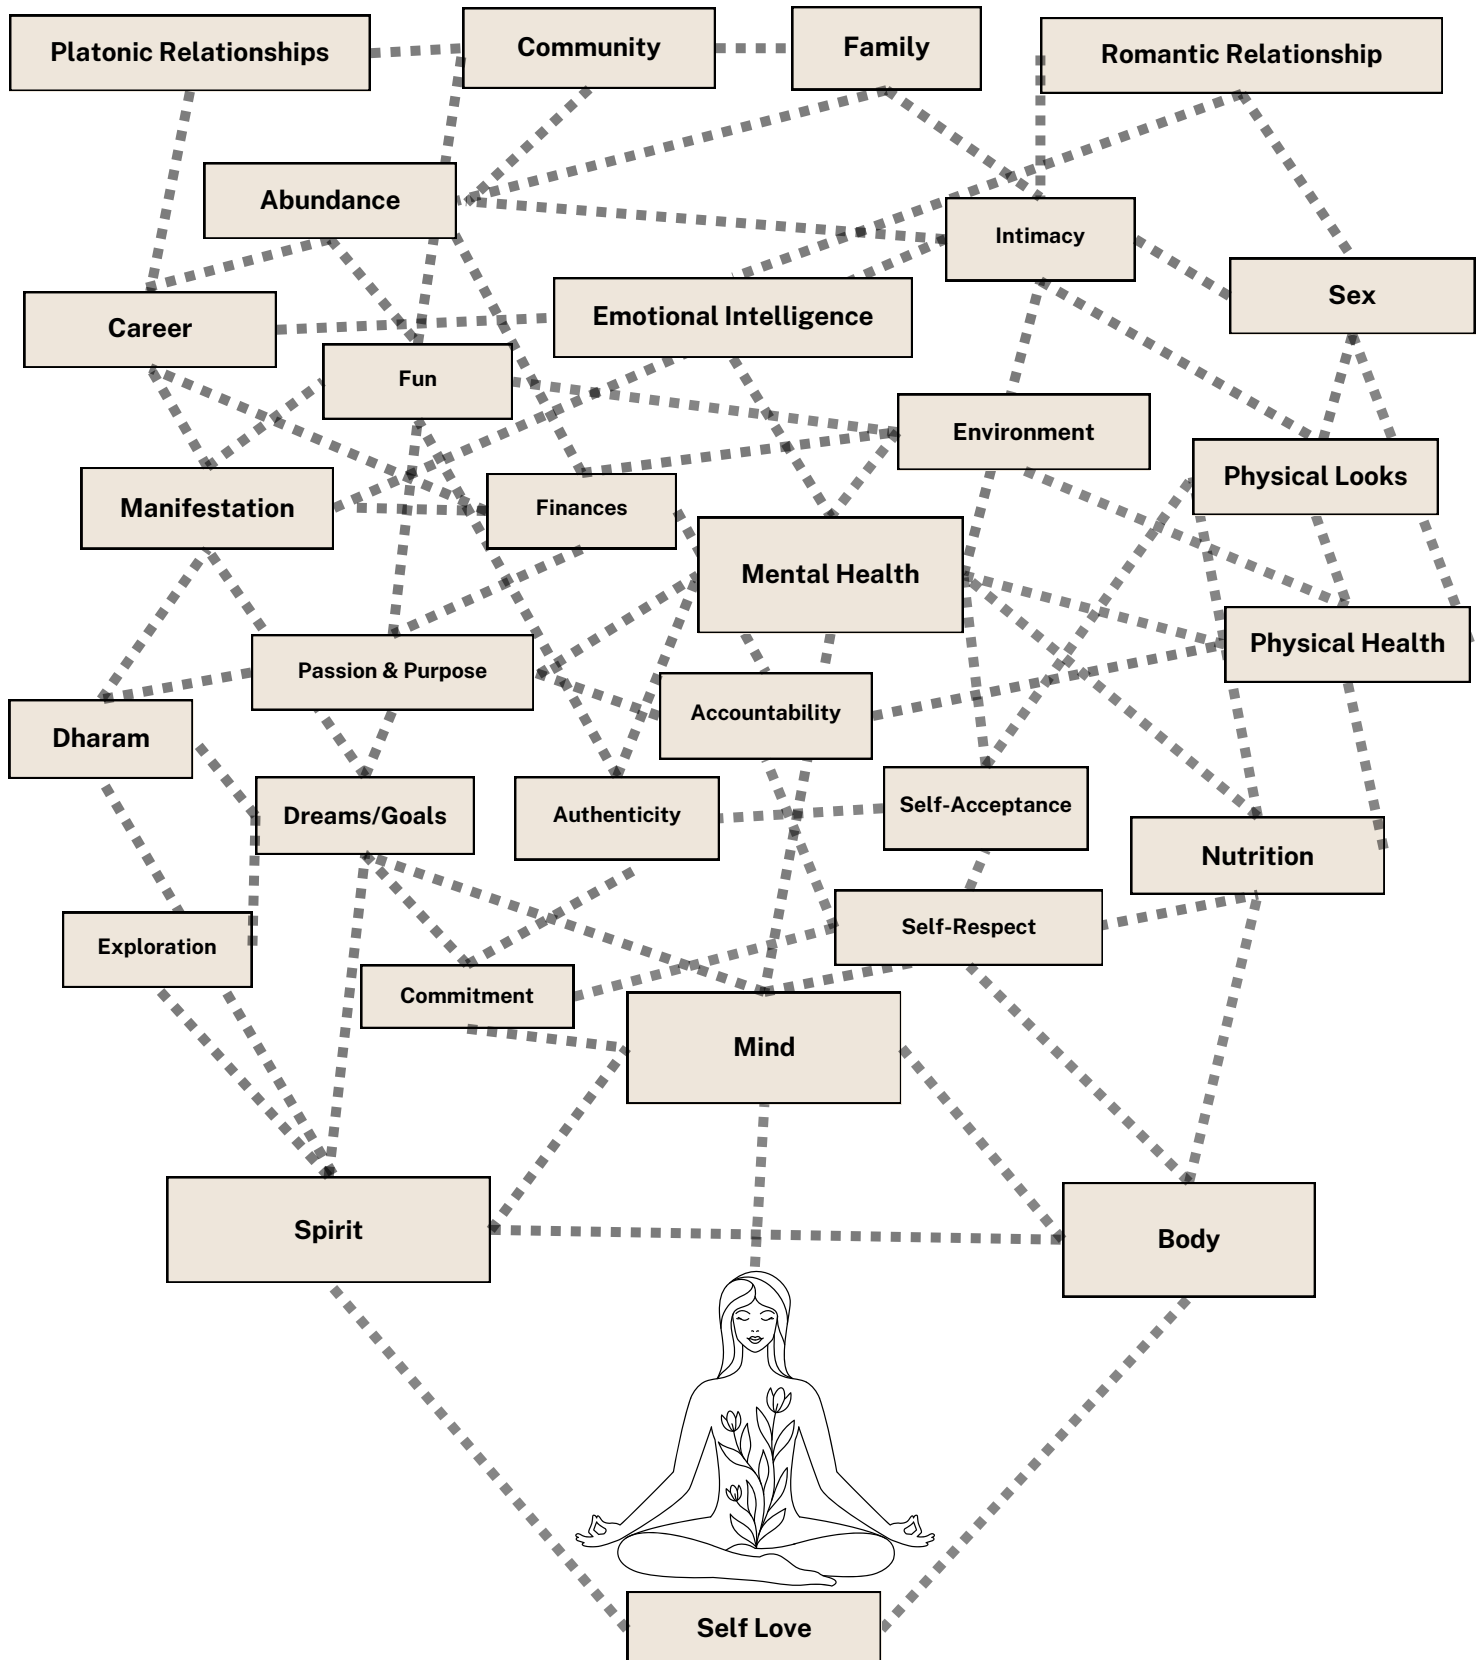 Platonic Relationships
Community
Family
Romantic Relationship
Abundance
Intimacy
Sex
Career
Emotional Intelligence
Fun
Environment
Physical Looks
Manifestation
Finances
Mental Health
Physical Health
Passion & Purpose
Accountability
Dharam
Dreams/Goals
Authenticity
Self-Acceptance
Nutrition
Exploration
Self-Respect
Commitment
Mind
Spirit
Body
Self Love